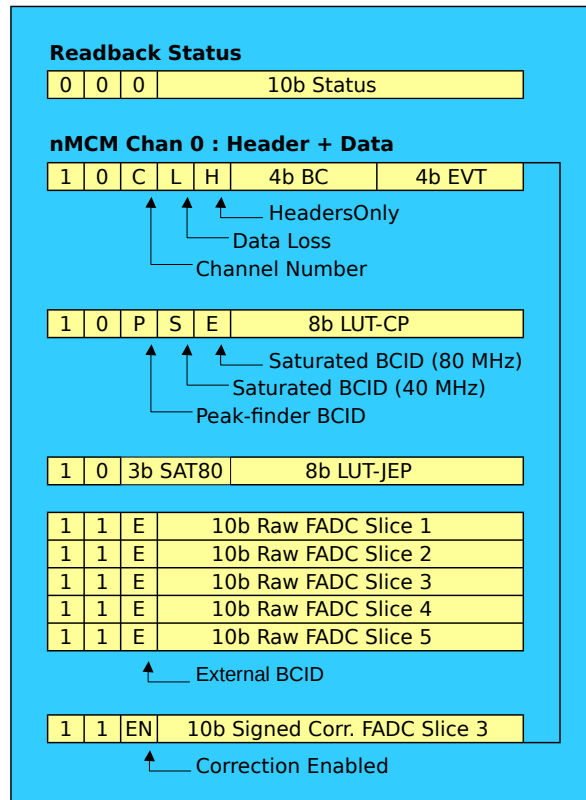 Readback Status
0 0 0 10b Status
nMCM Chan 0 : Header + Data
1 0 C L H 4b BC 4b EVT
HeadersOnly
Data Loss
Channel Number
1 0 P S E 8b LUT-CP
Saturated BCID (80 MHz)
Saturated BCID (40 MHz)
Peak-finder BCID
1 0 3b SAT80 8b LUT-JEP
1 1 E 10b Raw FADC Slice 1
1 1 E 10b Raw FADC Slice 2
1 1 E 10b Raw FADC Slice 3
1 1 E 10b Raw FADC Slice 4
1 1 E 10b Raw FADC Slice 5
External BCID
1 1 EN 10b Signed Corr. FADC Slice 3
Correction Enabled